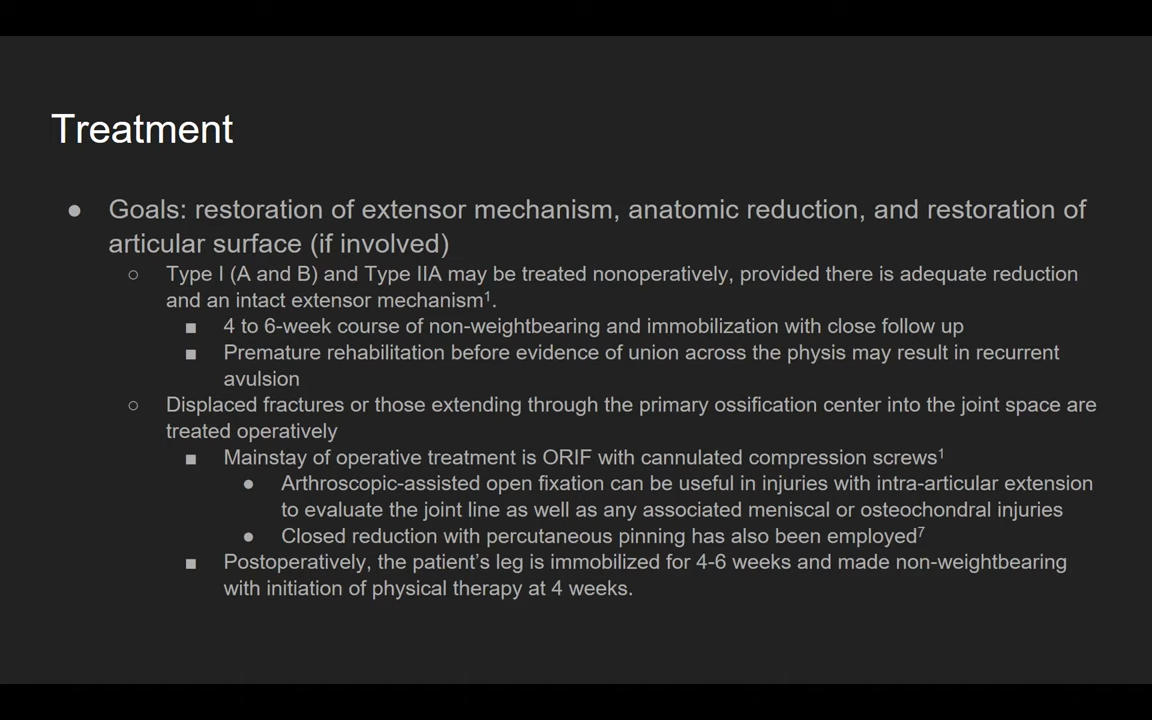 Treatment
● Goals: restoration of extensor mechanism, anatomic reduction, and restoration of
articular surface (if involved)
○ Type I (A and B) and Type IIA may be treated nonoperatively, provided there is adequate reduction
and an intact extensor mechanism¹.
■ 4 to 6-week course of non-weightbearing and immobilization with close follow up
■ Premature rehabilitation before evidence of union across the physis may result in recurrent
avulsion
○ Displaced fractures or those extending through the primary ossification center into the joint space are
treated operatively
■ Mainstay of operative treatment is ORIF with cannulated compression screws¹
● Arthroscopic-assisted open fixation can be useful in injuries with intra-articular extension
to evaluate the joint line as well as any associated meniscal or osteochondral injuries
● Closed reduction with percutaneous pinning has also been employed⁷
■ Postoperatively, the patient’s leg is immobilized for 4-6 weeks and made non-weightbearing
with initiation of physical therapy at 4 weeks.